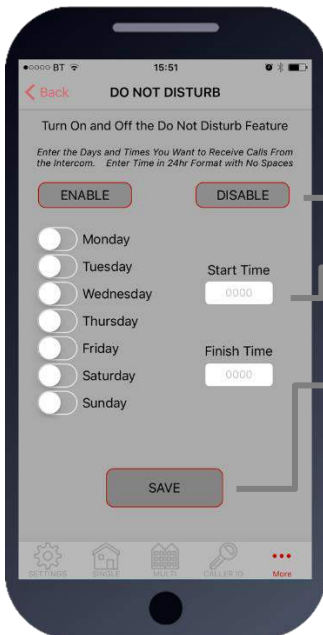 BT 15:51
Back DO NOT DISTURB
Turn On and Off the Do Not Disturb Feature
Enter the Days and Times You Want to Receive Calls From
the Intercom. Enter Time in 24hr Format with No Spaces
ENABLE DISABLE
Monday
Tuesday Start Time
Wednesday 0000
Thursday
Friday Finish Time
Saturday 0000
Sunday
SAVE
SETTINGS SINGLE MULTI CALLER ID More